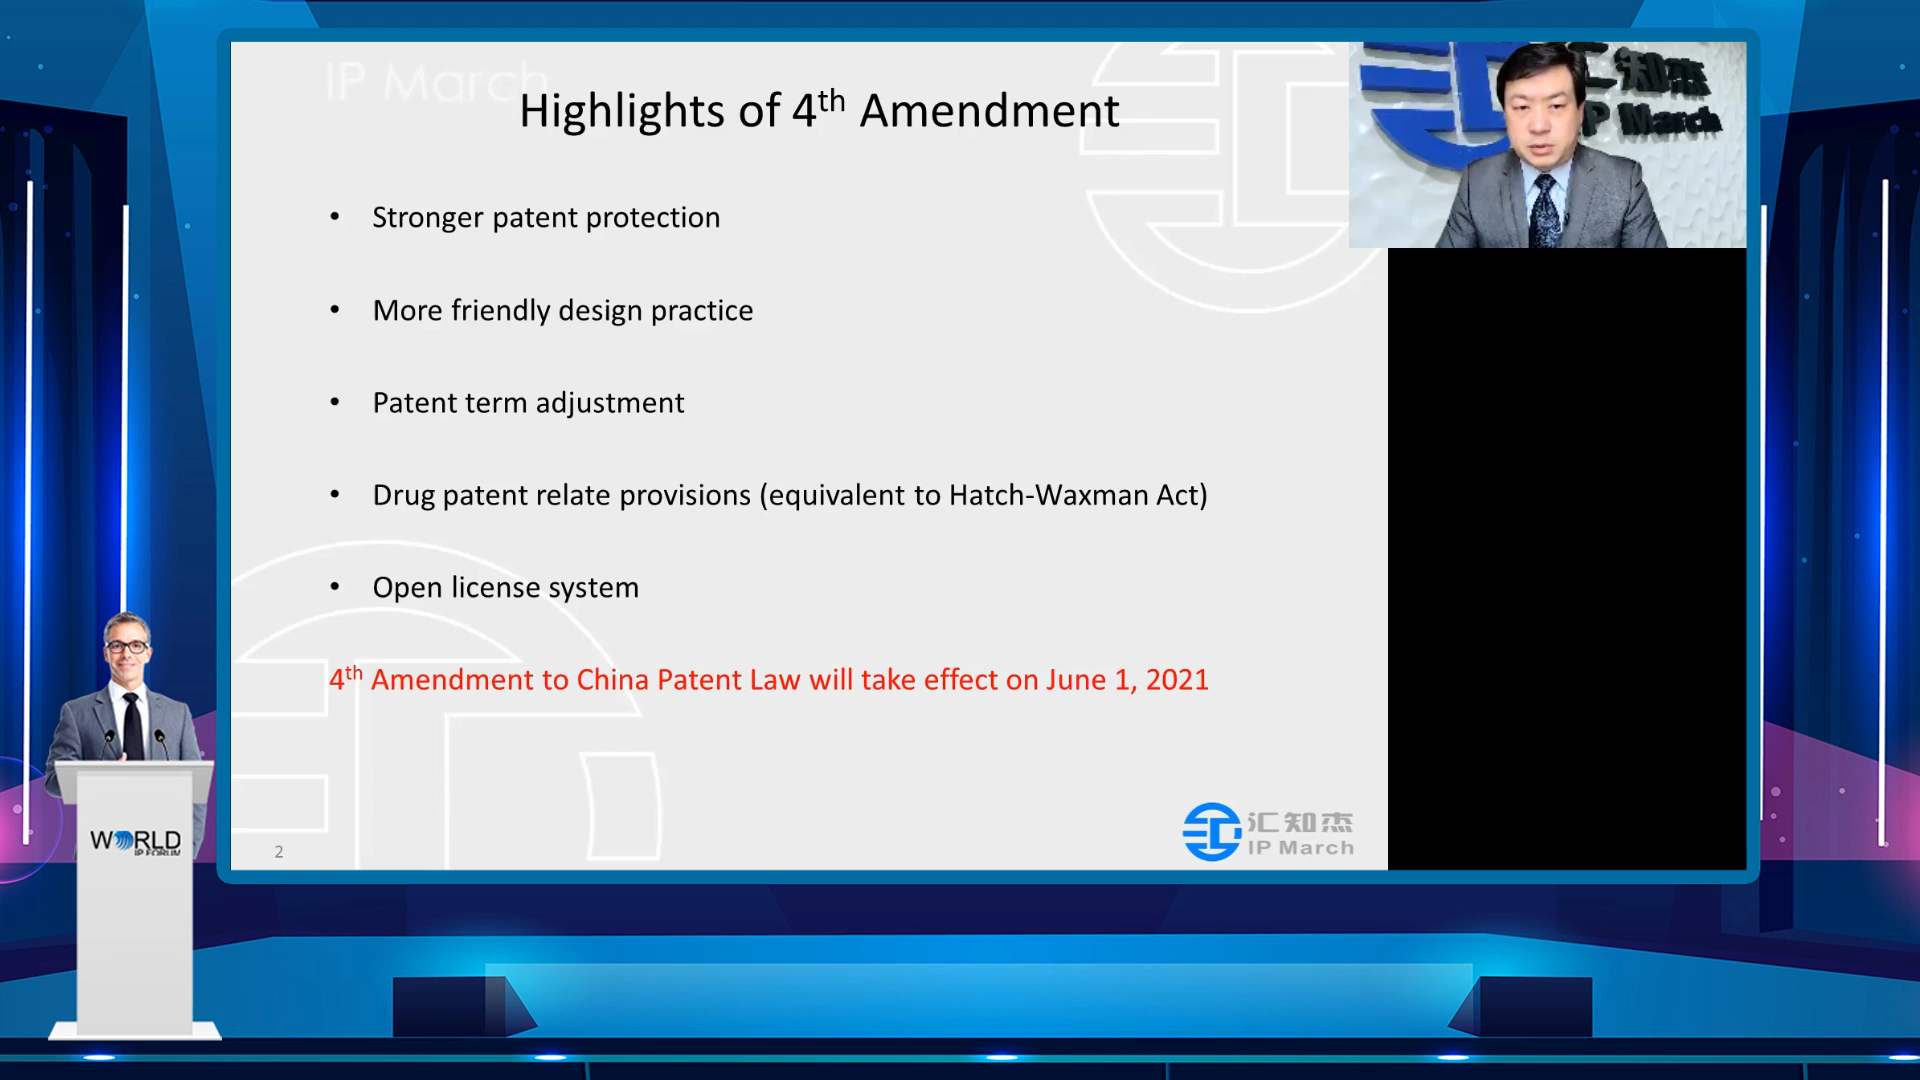 IP March
Highlights of 4th Amendment
汇知杰
IP March
• Stronger patent protection
• More friendly design practice
• Patent term adjustment
• Drug patent relate provisions (equivalent to Hatch-Waxman Act)
• Open license system
4th Amendment to China Patent Law will take effect on June 1, 2021
汇知杰
IP March
2
WORLD
IP FORUM